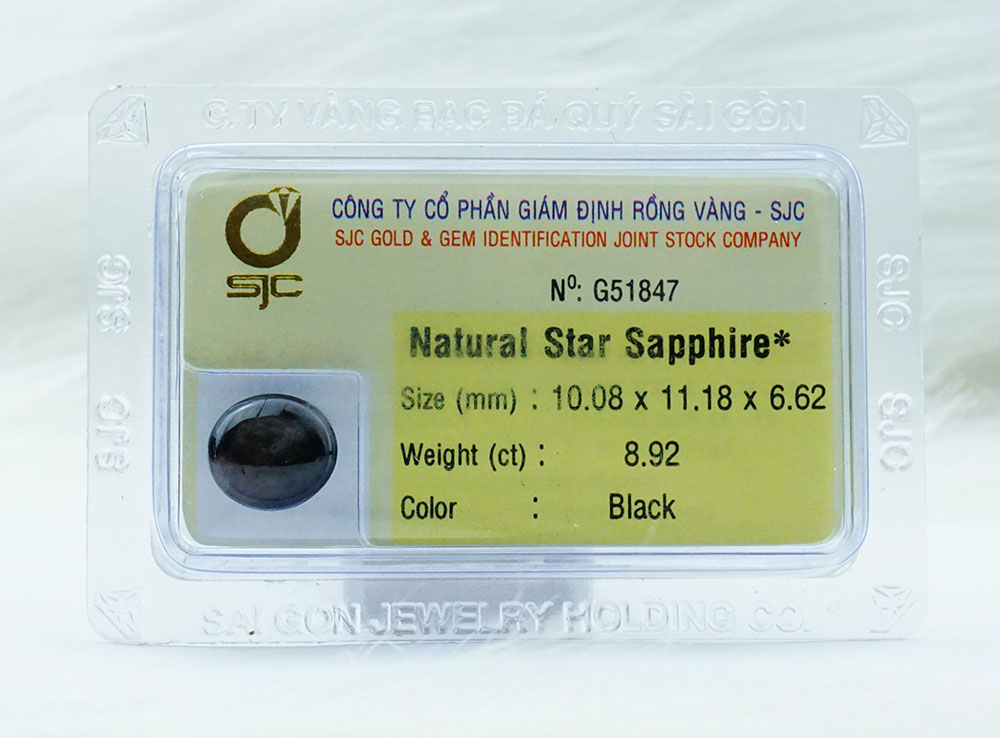 C.TY VÀNG BẠC ĐÁ QUÝ SÀI GÒN
SJC
CÔNG TY CỔ PHẦN GIÁM ĐỊNH RỒNG VÀNG - SJC
SJC GOLD & GEM IDENTIFICATION JOINT STOCK COMPANY
Nº: G51847
Natural Star Sapphire*
Size (mm) : 10.08 x 11.18 x 6.62
Weight (ct) : 8.92
Color : Black
SJC
SJC
SJC
SJC
SAI GON JEWELRY HOLDING CO.